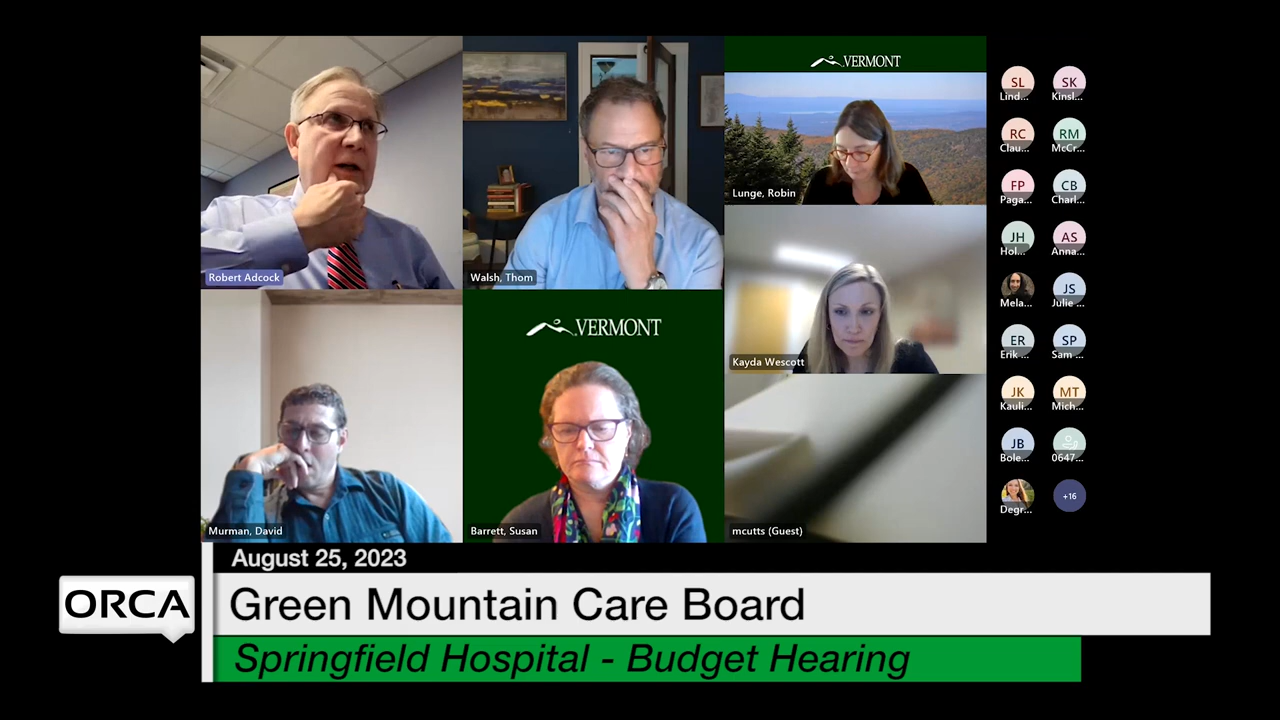 VERMONT
Robert Adcock
Walsh, Thom
Lunge, Robin
Kayda Wescott
VERMONT
Murman, David
Barrett, Susan
mcutts (Guest)
SL
Lind...
SK
Kinsl...
RC
Clau...
RM
McCr...
FP
Paga...
CB
Charl...
JH
Hol...
AS
Anna...
Mela...
JS
Julie ...
ER
Erik ...
SP
Sam ...
JK
Kauli...
MT
Mich...
JB
Bole...
0647...
Degr...
+16
August 25, 2023
ORCA
Green Mountain Care Board
Springfield Hospital - Budget Hearing